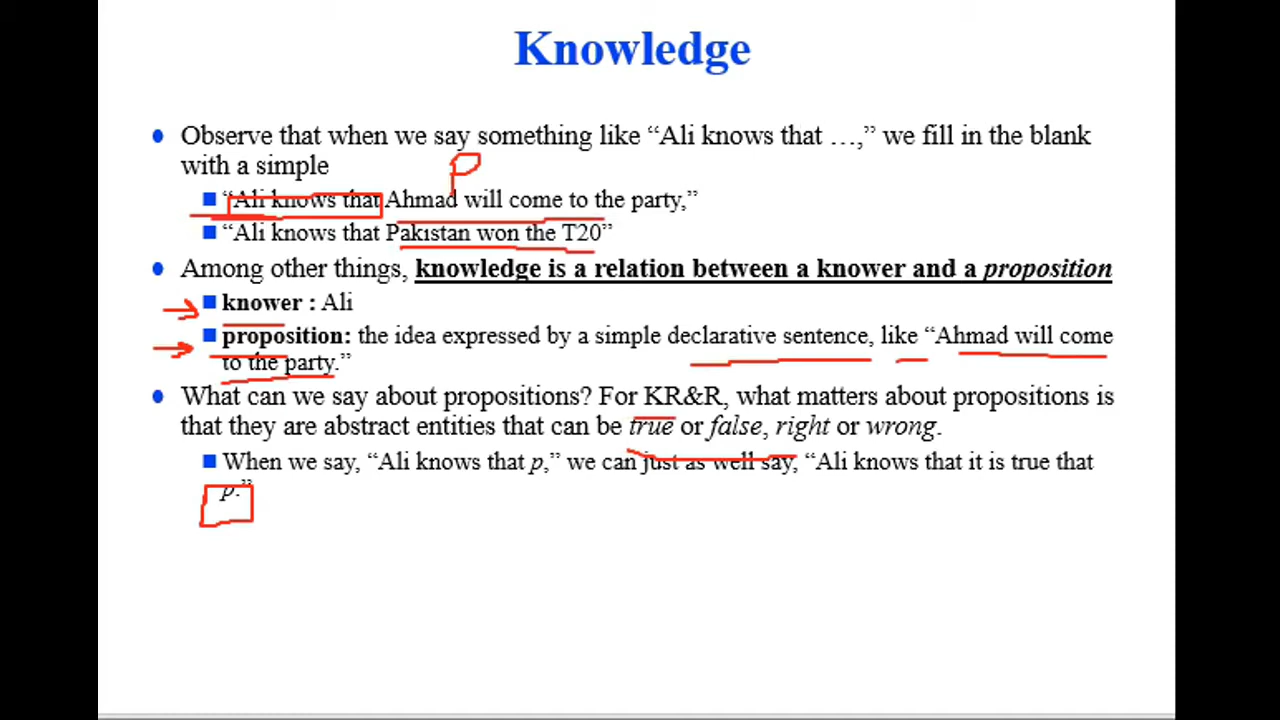 Knowledge
Observe that when we say something like “Ali knows that …,” we fill in the blank
with a simple
p
“Ali knows that Ahmad will come to the party,”
“Ali knows that Pakistan won the T20”
Among other things, knowledge is a relation between a knower and a proposition
knower : Ali
proposition: the idea expressed by a simple declarative sentence, like “Ahmad will come
to the party.”
What can we say about propositions? For KR&R, what matters about propositions is
that they are abstract entities that can be true or false, right or wrong.
When we say, “Ali knows that p,” we can just as well say, “Ali knows that it is true that
p.”